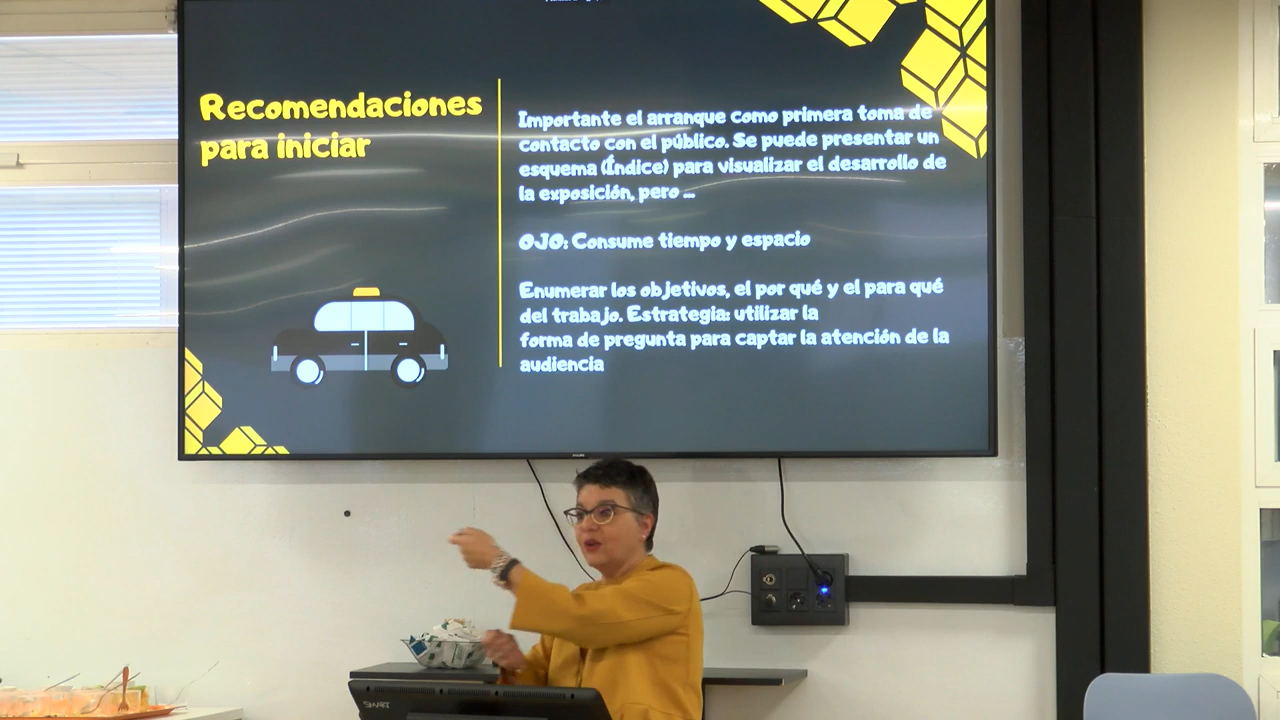 Recomendaciones
para iniciar
Importante el arranque como primera toma de
contacto con el público. Se puede presentar un
esquema (Índice) para visualizar el desarrollo de
la exposición, pero ...
OJO: Consume tiempo y espacio
Enumerar los objetivos, el por qué y el para qué
del trabajo. Estrategia: utilizar la
forma de pregunta para captar la atención de la
audiencia
PHILIPS
SMART